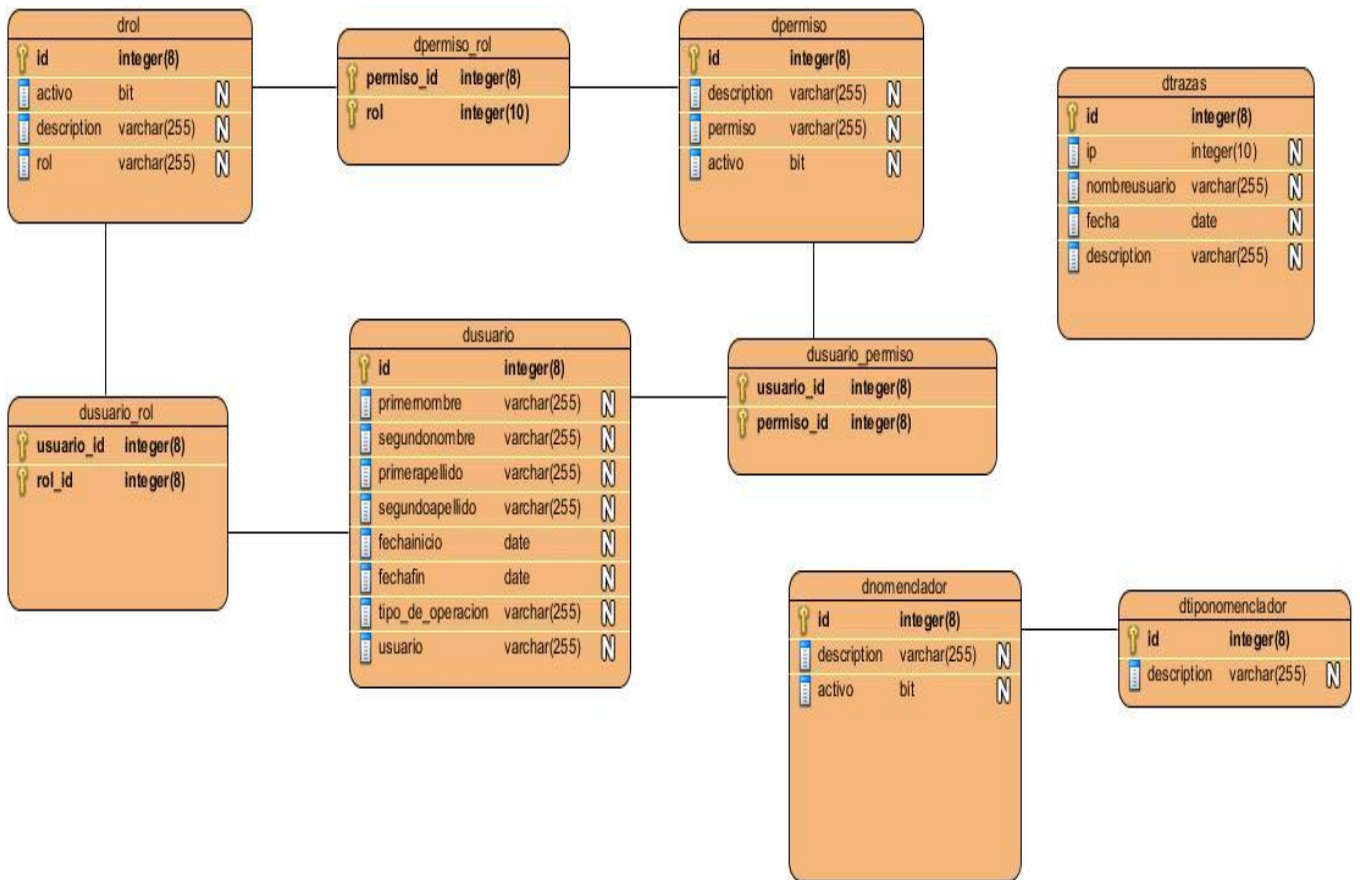 drol
id integer(8)
activo bit N
description varchar(255) N
rol varchar(255) N
dpermiso_rol
permiso_id integer(8)
rol integer(10)
dpermiso
id integer(8)
description varchar(255) N
permiso varchar(255) N
activo bit N
dtrazas
id integer(8)
ip integer(10) N
nombreusuario varchar(255) N
fecha date N
description varchar(255) N
dusuario_rol
usuario_id integer(8)
rol_id integer(8)
dusuario
id integer(8)
primernombre varchar(255) N
segundonombre varchar(255) N
primerapellido varchar(255) N
segundoapellido varchar(255) N
fechainicio date N
fechafin date N
tipo_de_operacion varchar(255) N
usuario varchar(255) N
dusuario_permiso
usuario_id integer(8)
permiso_id integer(8)
dnomenclador
id integer(8)
description varchar(255) N
activo bit N
dtiponomenclador
id integer(8)
description varchar(255) N